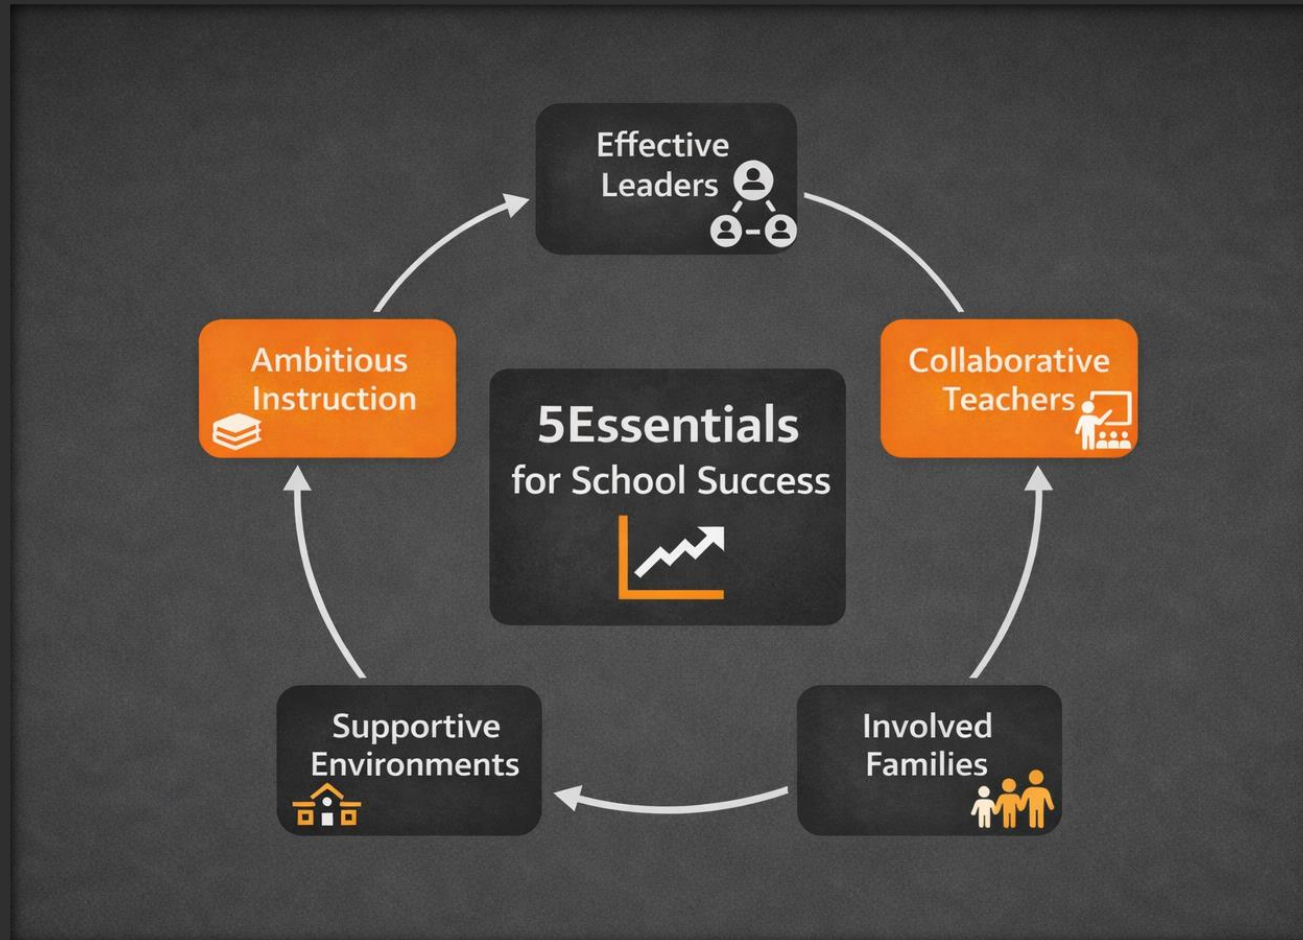 Effective
Leaders
Ambitious
Instruction
Collaborative
Teachers
5Essentials
for School Success
Supportive
Environments
Involved
Families